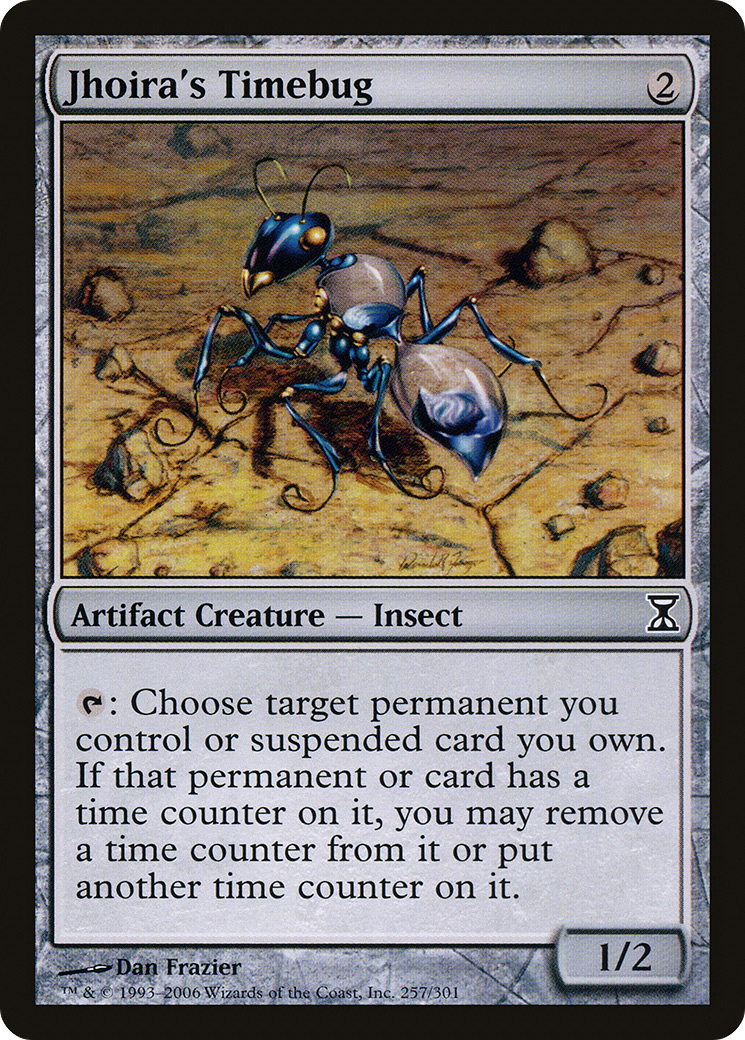 Jhoira's Timebug
2
Artifact Creature — Insect
: Choose target permanent you
control or suspended card you own.
If that permanent or card has a
time counter on it, you may remove
a time counter from it or put
another time counter on it.
1/2
Dan Frazier
™ & © 1993–2006 Wizards of the Coast, Inc. 257/301